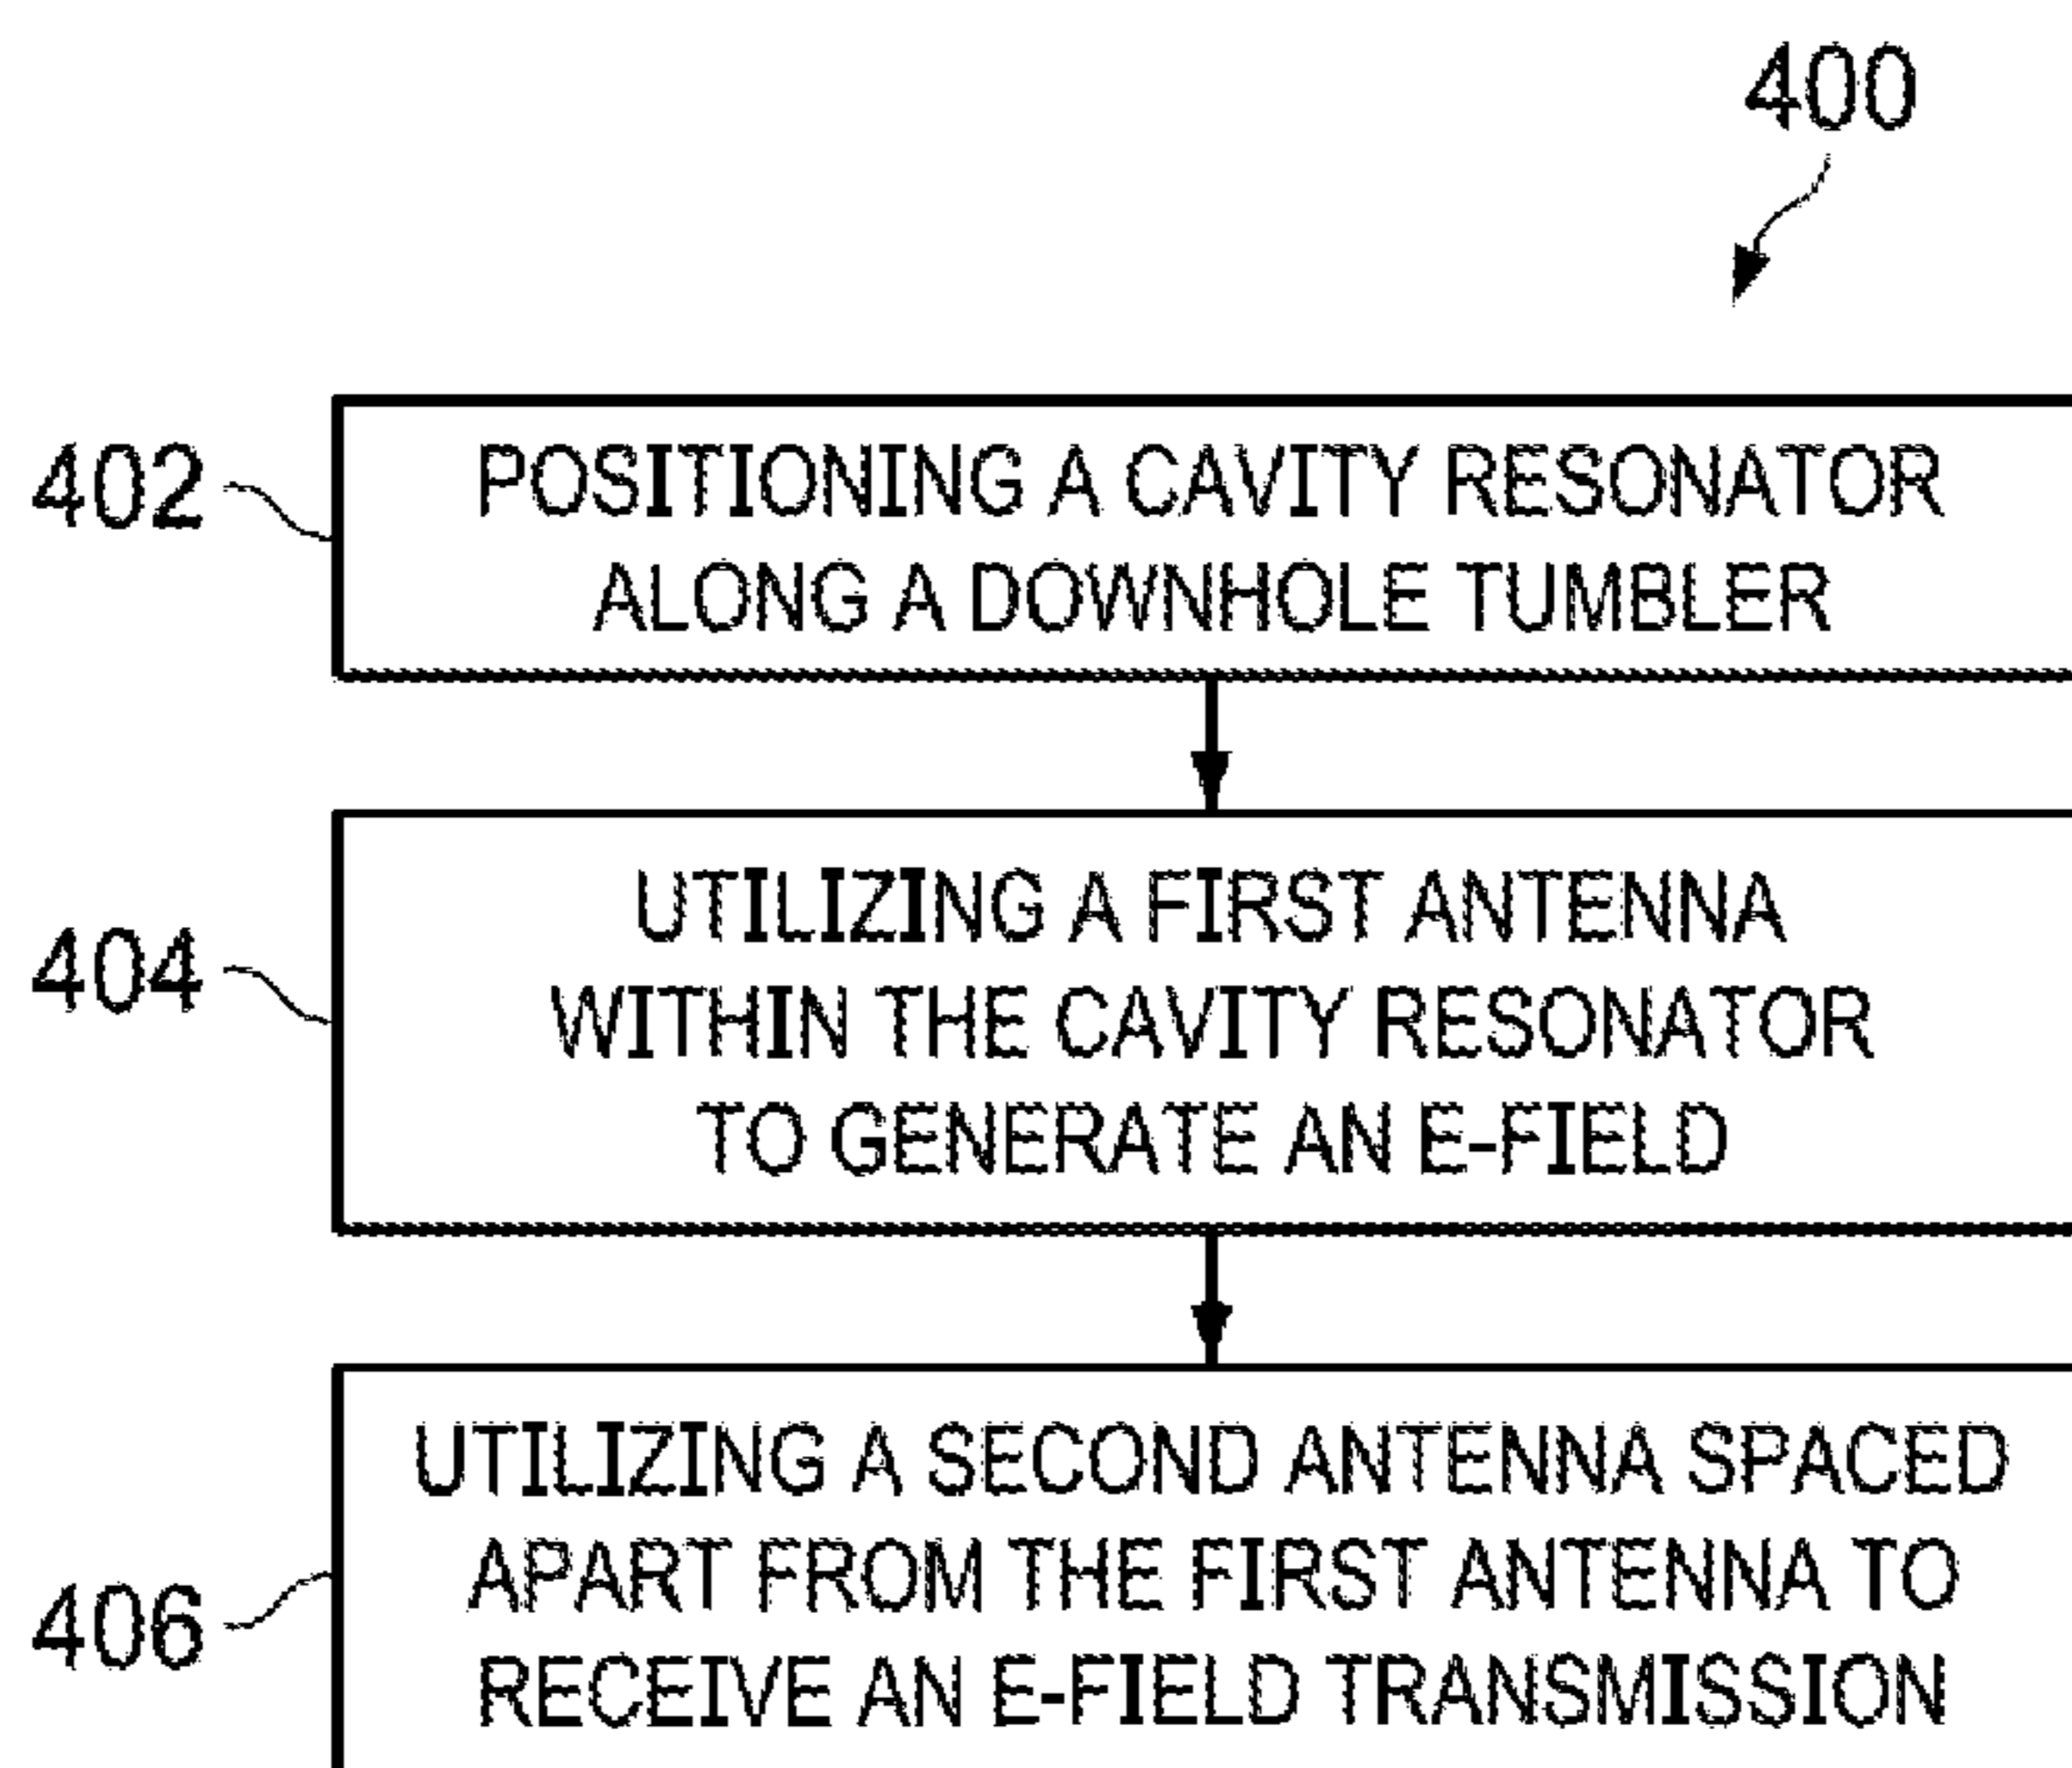 400
402
POSITIONING A CAVITY RESONATOR
ALONG A DOWNHOLE TUMBLER
404
UTILIZING A FIRST ANTENNA
WITHIN THE CAVITY RESONATOR
TO GENERATE AN E-FIELD
406
UTILIZING A SECOND ANTENNA SPACED
APART FROM THE FIRST ANTENNA TO
RECEIVE AN E-FIELD TRANSMISSION